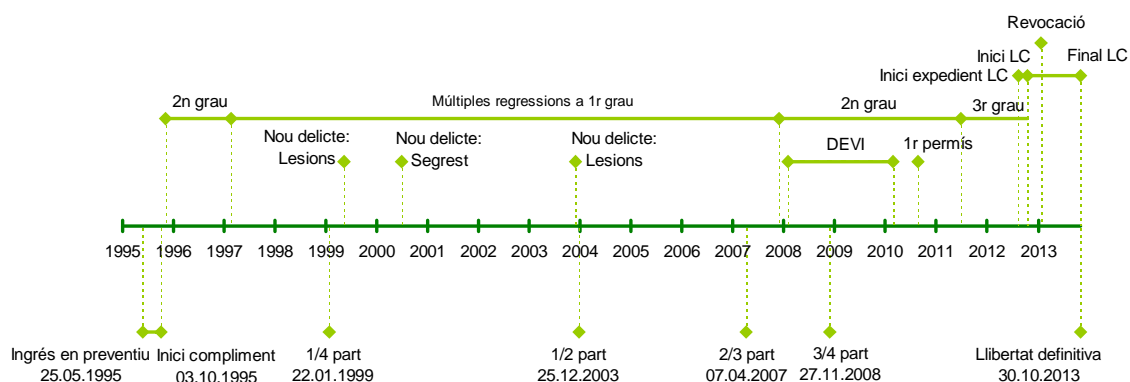 Revocació
Inici LC
Final LC
Inici expedient LC
2n grau
Múltiples regressions a 1r grau
2n grau
3r grau
Nou delicte:
Lesions
Nou delicte:
Segrest
Nou delicte:
Lesions
DEVI
1r permís
1995 1996 1997 1998 1999 2000 2001 2002 2003 2004 2005 2006 2007 2008 2009 2010 2011 2012 2013
Ingrés en preventiu
25.05.1995
Inici compliment
03.10.1995
1/4 part
22.01.1999
1/2 part
25.12.2003
2/3 part
07.04.2007
3/4 part
27.11.2008
Llibertat definitiva
30.10.2013